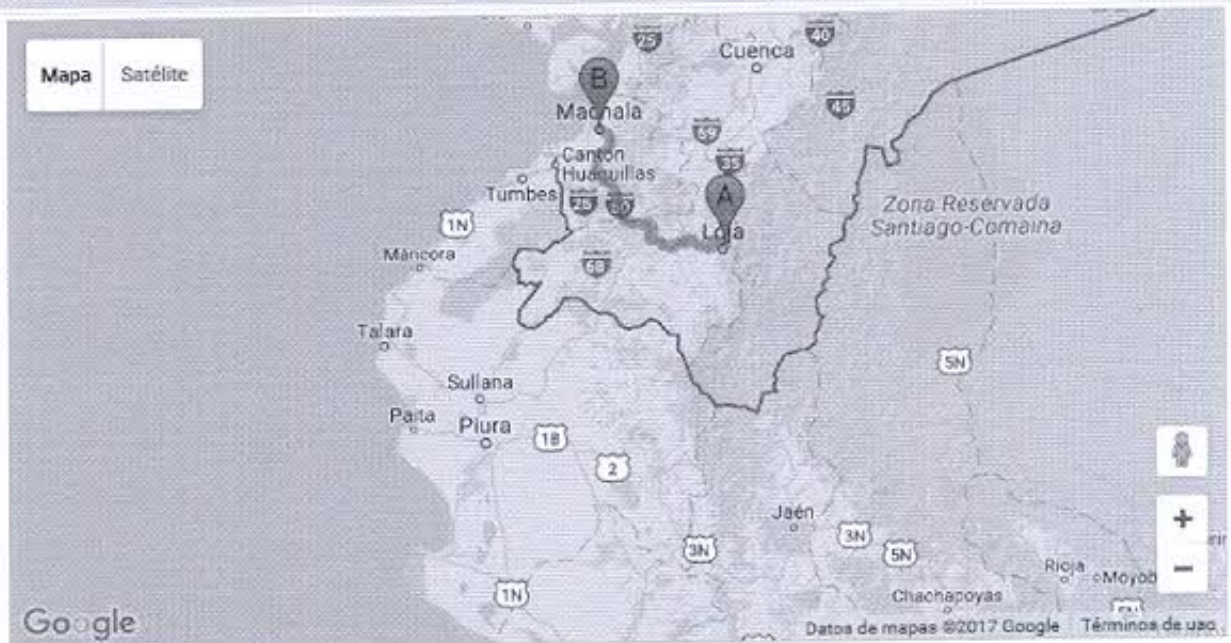 Mapa
Satélite
25
40
Cuenca
B
Machala
45
59
35
Cantón
Huaquillas
Tumbes
25
50
A
Loja
Zona Reservada
Santiago-Comaina
1N
Máncora
68
Talara
5N
Sullana
Paita
Piura
1B
2
Jaén
+
3N
3N
5N
−
Rioja
Moyob
1N
Chachapoyas
Google
Datos de mapas ©2017 Google
Términos de uso